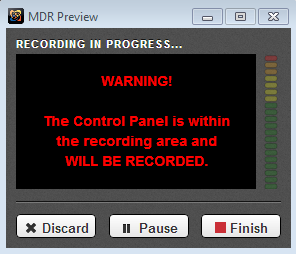 MDR Preview
RECORDING IN PROGRESS...
WARNING!
The Control Panel is within
the recording area and
WILL BE RECORDED.
Discard
Pause
Finish